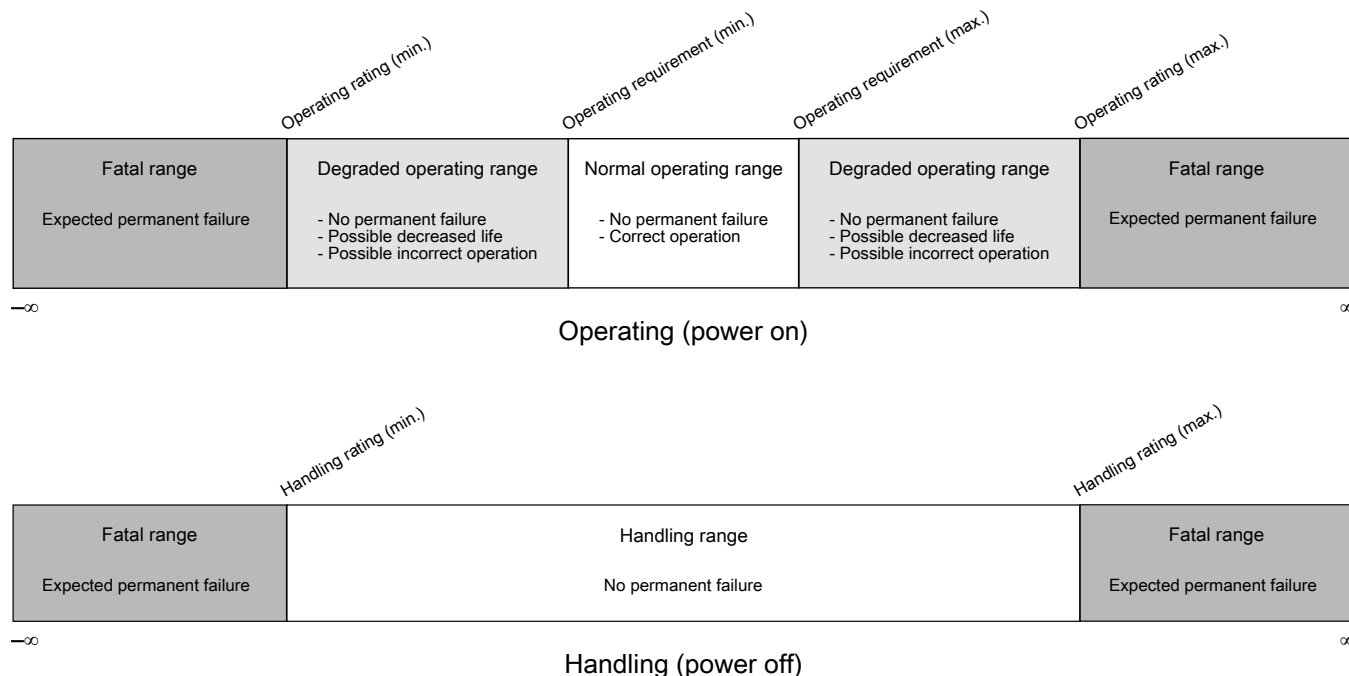 Operating rating (min.)
Operating requirement (min.)
Operating requirement (max.)
Operating rating (max.)
Fatal range
Expected permanent failure
Degraded operating range
- No permanent failure
- Possible decreased life
- Possible incorrect operation
Normal operating range
- No permanent failure
- Correct operation
Degraded operating range
- No permanent failure
- Possible decreased life
- Possible incorrect operation
Fatal range
Expected permanent failure
–∞
∞
Operating (power on)
Handling rating (min.)
Handling rating (max.)
Fatal range
Expected permanent failure
Handling range
No permanent failure
Fatal range
Expected permanent failure
–∞
∞
Handling (power off)